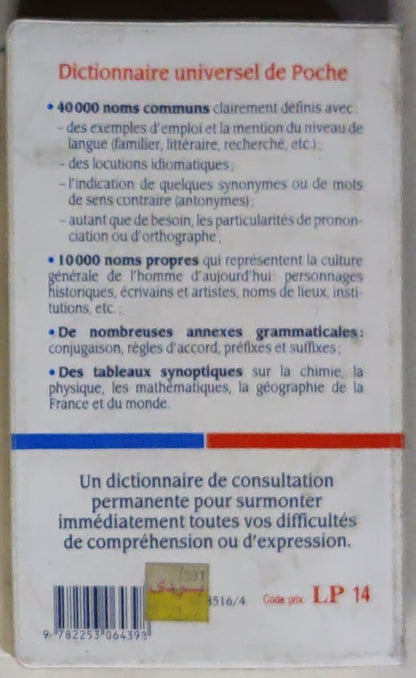 Dictionnaire universel de Poche
• 40 000 noms communs clairement définis avec :
– des exemples d'emploi et la mention du niveau de
langue (familier, littéraire, recherché, etc.) ;
– des locutions idiomatiques ;
– l'indication de quelques synonymes ou de mots
de sens contraire (antonymes) ;
– autant que de besoin, les particularités de pronon-
ciation ou d'orthographe ;
• 10 000 noms propres qui représentent la culture
générale de l'homme d'aujourd'hui : personnages
historiques, écrivains et artistes, noms de lieux, insti-
tutions, etc. ;
• De nombreuses annexes grammaticales :
conjugaison, règles d'accord, préfixes et suffixes ;
• Des tableaux synoptiques sur la chimie, la
physique, les mathématiques, la géographie de la
France et du monde.
Un dictionnaire de consultation
permanente pour surmonter
immédiatement toutes vos difficultés
de compréhension ou d'expression.
8516/4 Code prix LP 14
9 782253 064398